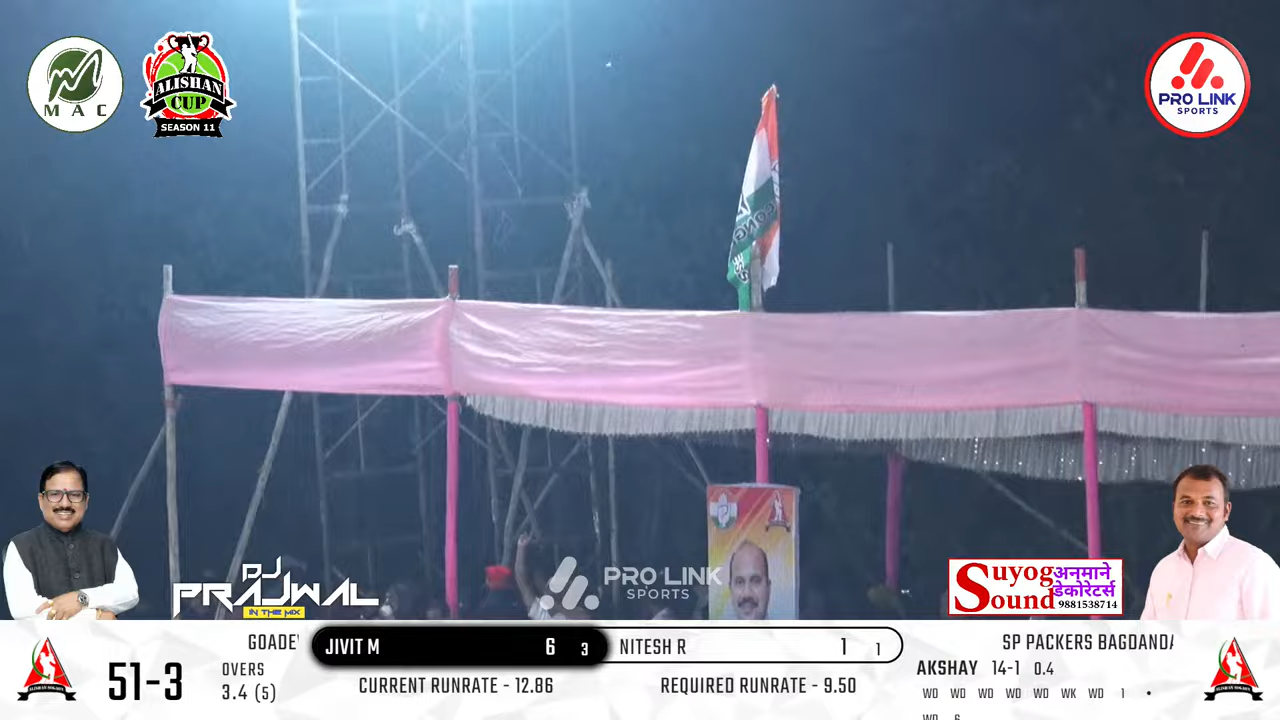 MAC
ALISHAN
CUP
SEASON 11
PRO LINK
SPORTS
DJ
PRAJWAL
IN THE MIX
PRO LINK
SPORTS
Suyog अनमाने
Sound डेकोरेटर्स
9881538714
GOADE
JIVIT M 6 3
NITESH R 1 1
SP PACKERS BAGDANDA
51-3
OVERS
3.4 (5)
CURRENT RUNRATE - 12.86
REQUIRED RUNRATE - 9.50
AKSHAY 14-1 0.4
WD WD WD WD WD WK WD 1 •
WD 6